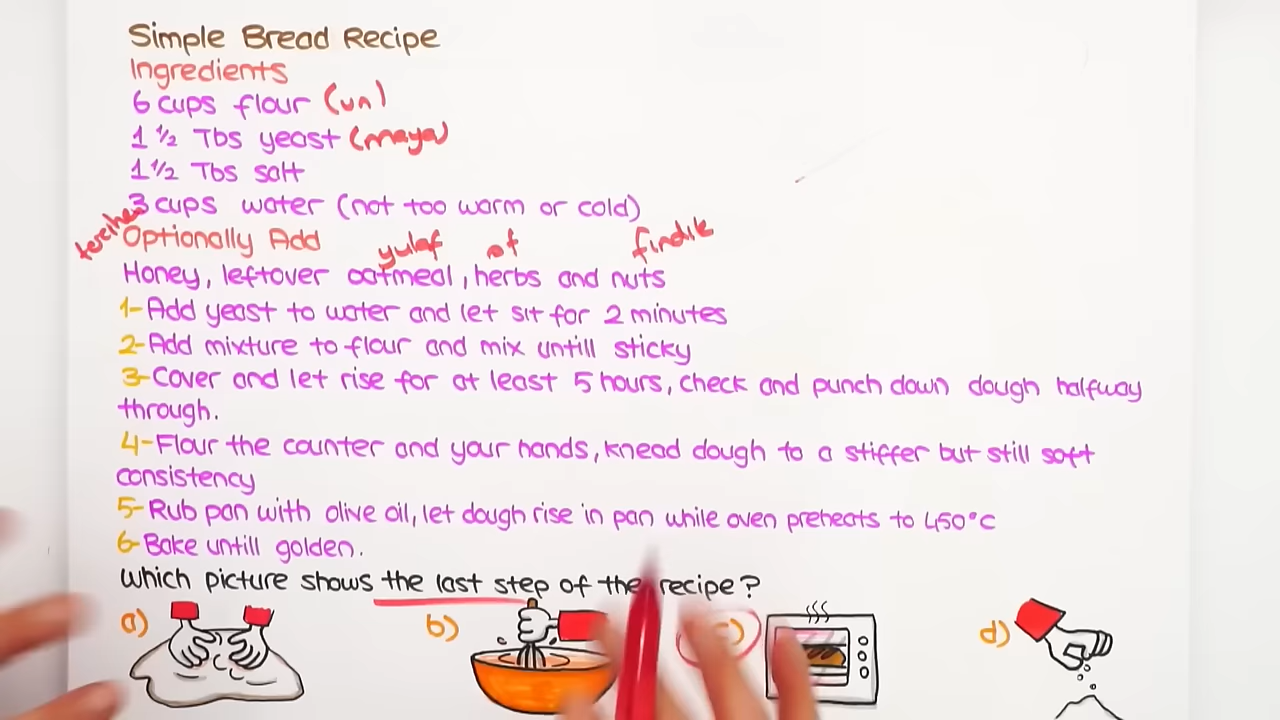 Simple Bread Recipe
Ingredients
6 cups flour (un)
1 1/2 Tbs yeast (maya)
1 1/2 Tbs salt
3 cups water (not too warm or cold)
Optionally Add
yulaf ot fındık
Honey, leftover oatmeal, herbs and nuts
1-Add yeast to water and let sit for 2 minutes
2-Add mixture to flour and mix untill sticky
3-Cover and let rise for at least 5 hours, check and punch down dough halfway
through.
4-Flour the counter and your hands, knead dough to a stiffer but still soft
consistency
5-Rub pan with olive oil, let dough rise in pan while oven preheats to 450°C
6-Bake untill golden.
Which picture shows the last step of the recipe?
a) b) c) d)